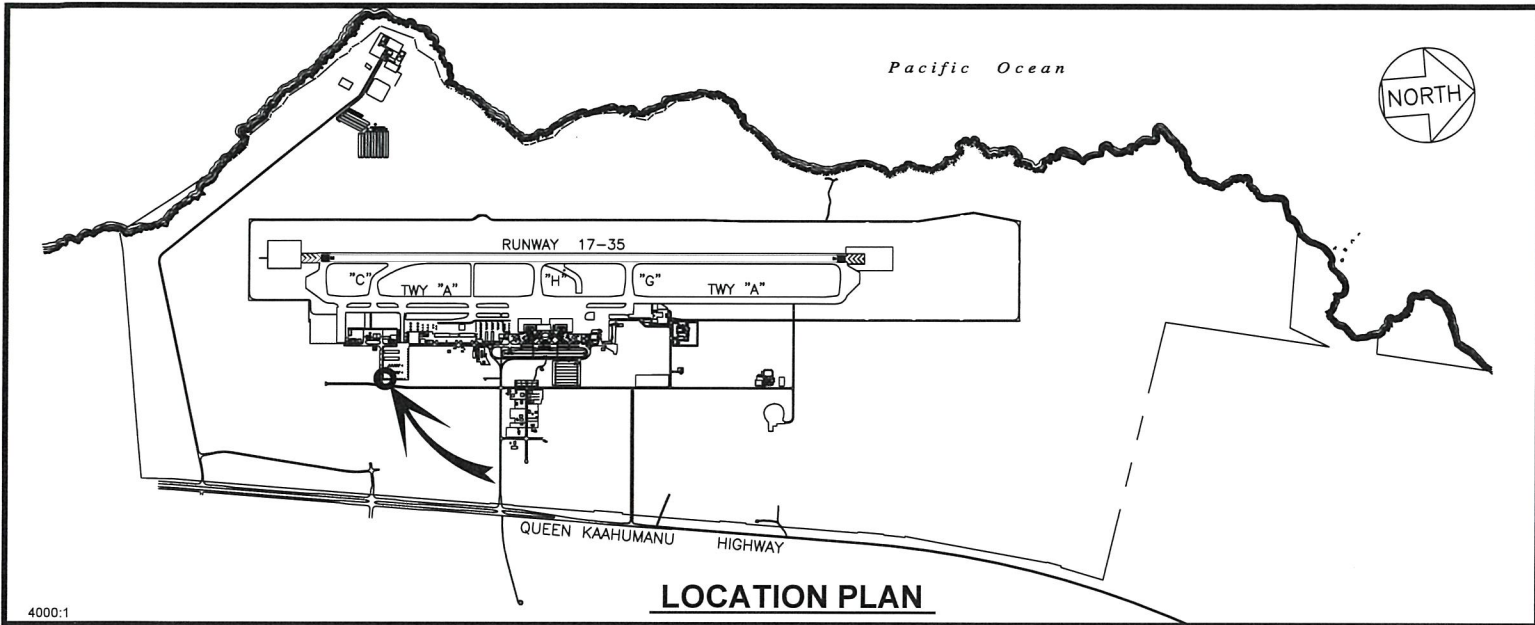 Pacific Ocean
NORTH
RUNWAY 17-35
"C"
TWY "A"
"H"
"G"
TWY "A"
QUEEN KAAHUMANU HIGHWAY
LOCATION PLAN
4000:1